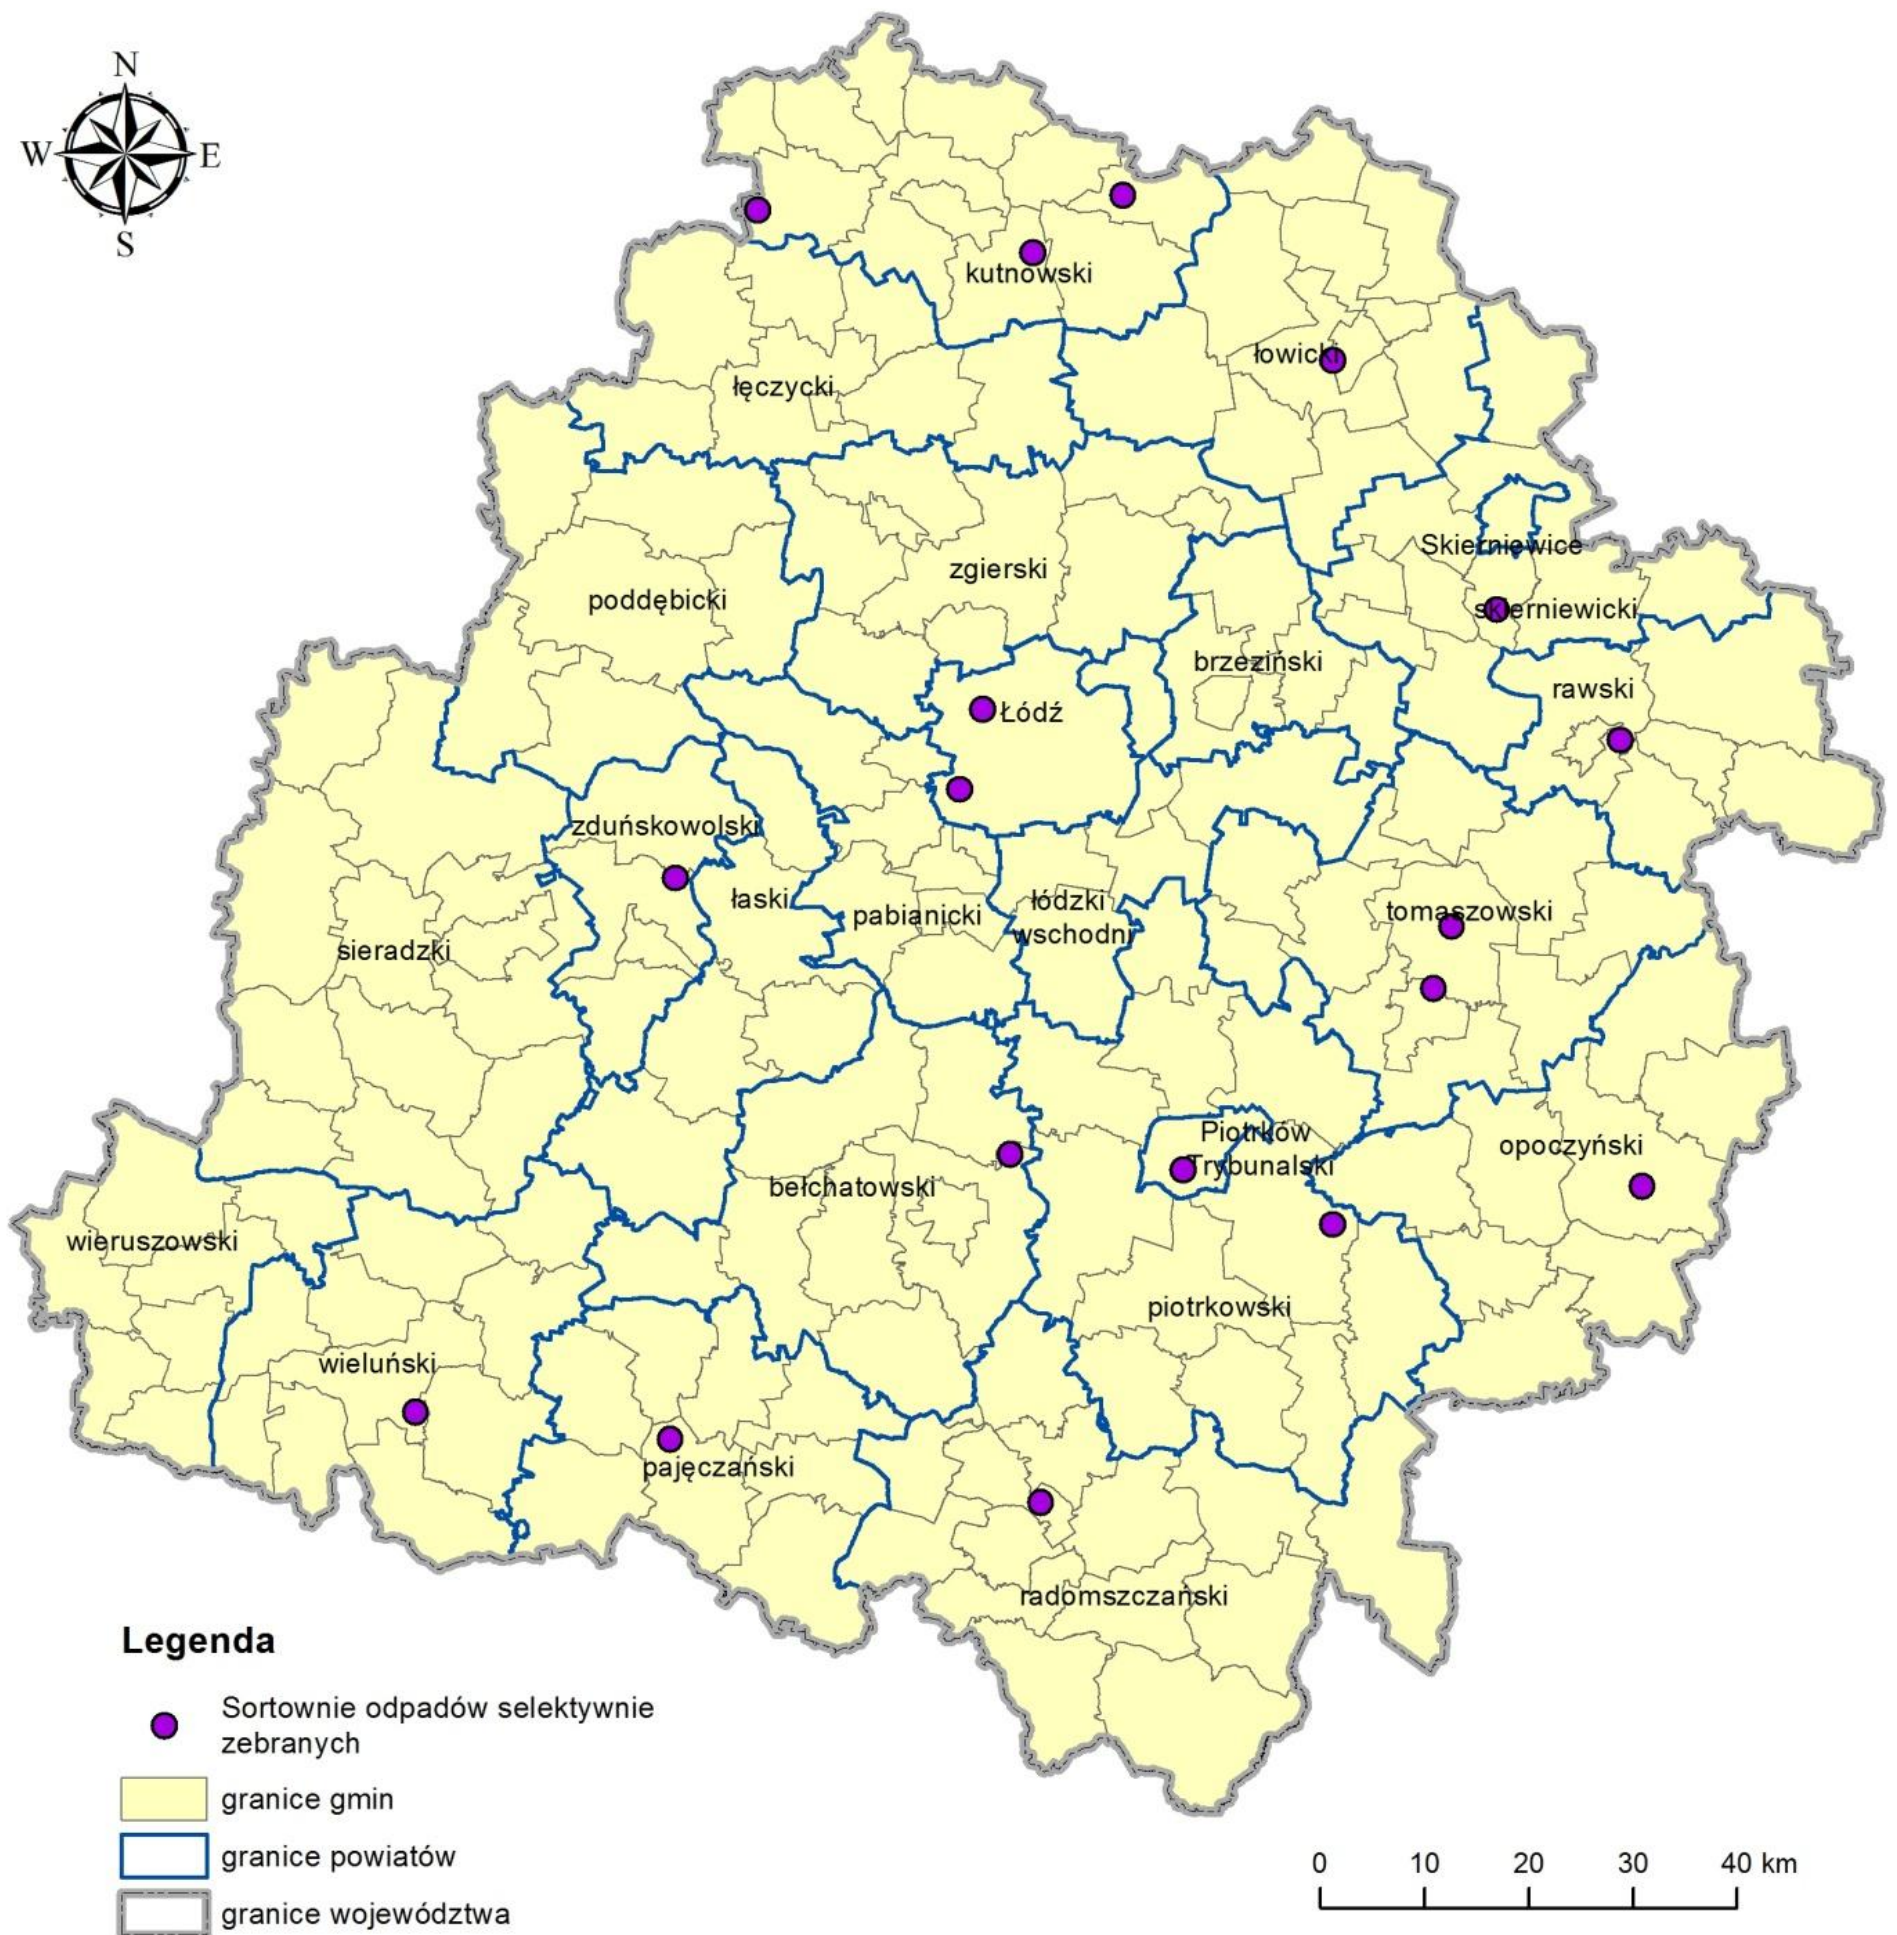 N
W E
S
kutnowski
łowicki
łęczycki
Skierniewice
zgierski
poddębicki
skierniewicki
brzeziński
rawski
Łódź
zduńskowolski
łaski
pabianicki
łódzki
wschodni
tomaszowski
sieradzki
Piotrków
Trybunalski
opoczyński
bełchatowski
wieruszowski
piotrkowski
wieluński
pajęczański
radomszczański
Legenda
Sortownie odpadów selektywnie
zebranych
granice gmin
granice powiatów
granice województwa
0 10 20 30 40 km